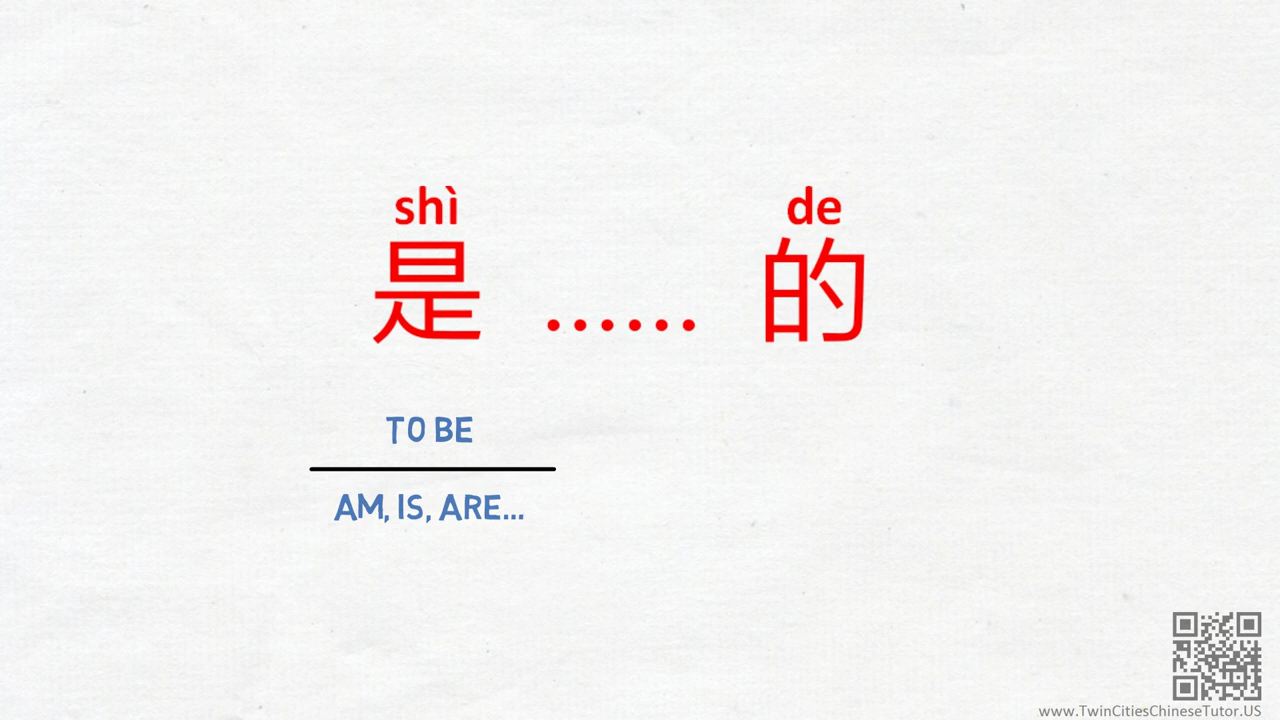 shì de
是 …… 的
TO BE
AM, IS, ARE...
www.TwinCitiesChineseTutor.US